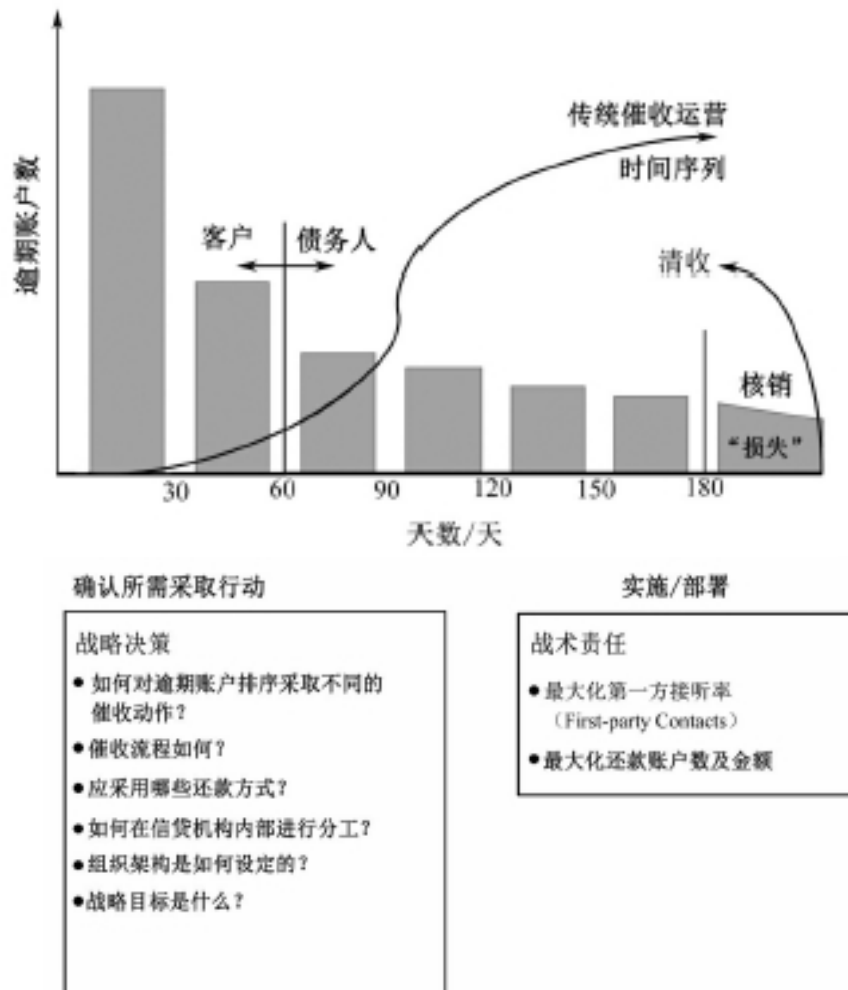 逾期账户数
传统催收运营
时间序列
客户
债务人
清收
核销
“损失”
30
60
90
120
150
180
天数/天
确认所需采取行动
战略决策
●如何对逾期账户排序采取不同的
催收动作?
●催收流程如何?
●应采用哪些还款方式?
●如何在信贷机构内部进行分工?
●组织架构是如何设定的?
●战略目标是什么?
实施/部署
战术责任
●最大化第一方接听率
(First-party Contacts)
●最大化还款账户数及金额